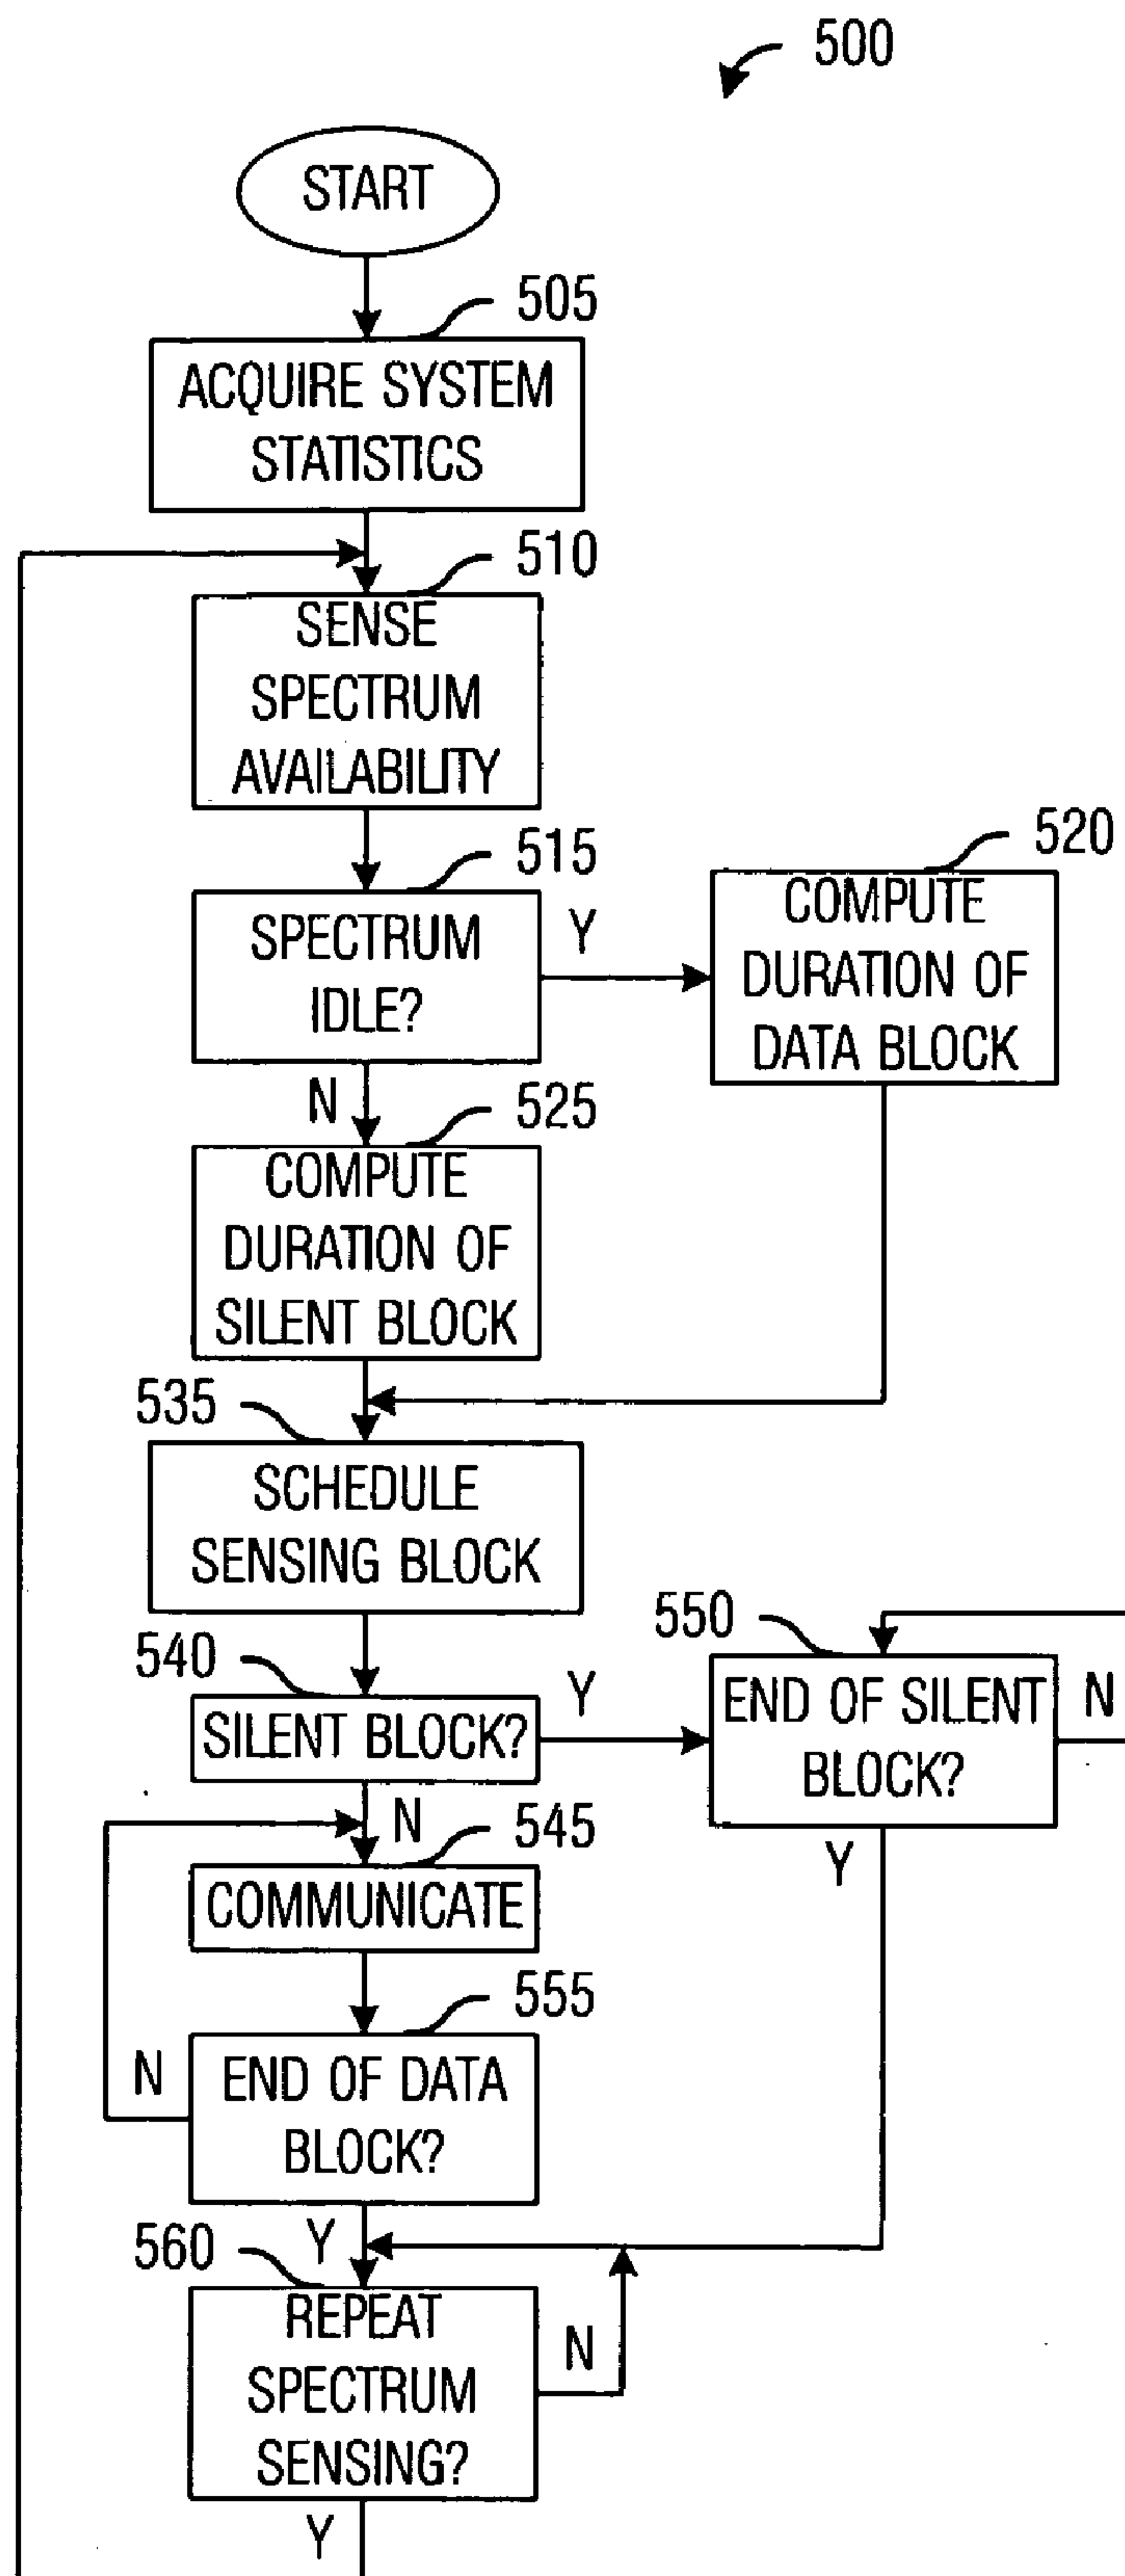 500
START
505
ACQUIRE SYSTEM
STATISTICS
510
SENSE
SPECTRUM
AVAILABILITY
515
SPECTRUM
IDLE?
Y
520
COMPUTE
DURATION OF
DATA BLOCK
N
525
COMPUTE
DURATION OF
SILENT BLOCK
535
SCHEDULE
SENSING BLOCK
540
SILENT BLOCK?
Y
550
END OF SILENT
BLOCK?
N
Y
N
545
COMMUNICATE
555
END OF DATA
BLOCK?
N
Y
560
REPEAT
SPECTRUM
SENSING?
N
Y